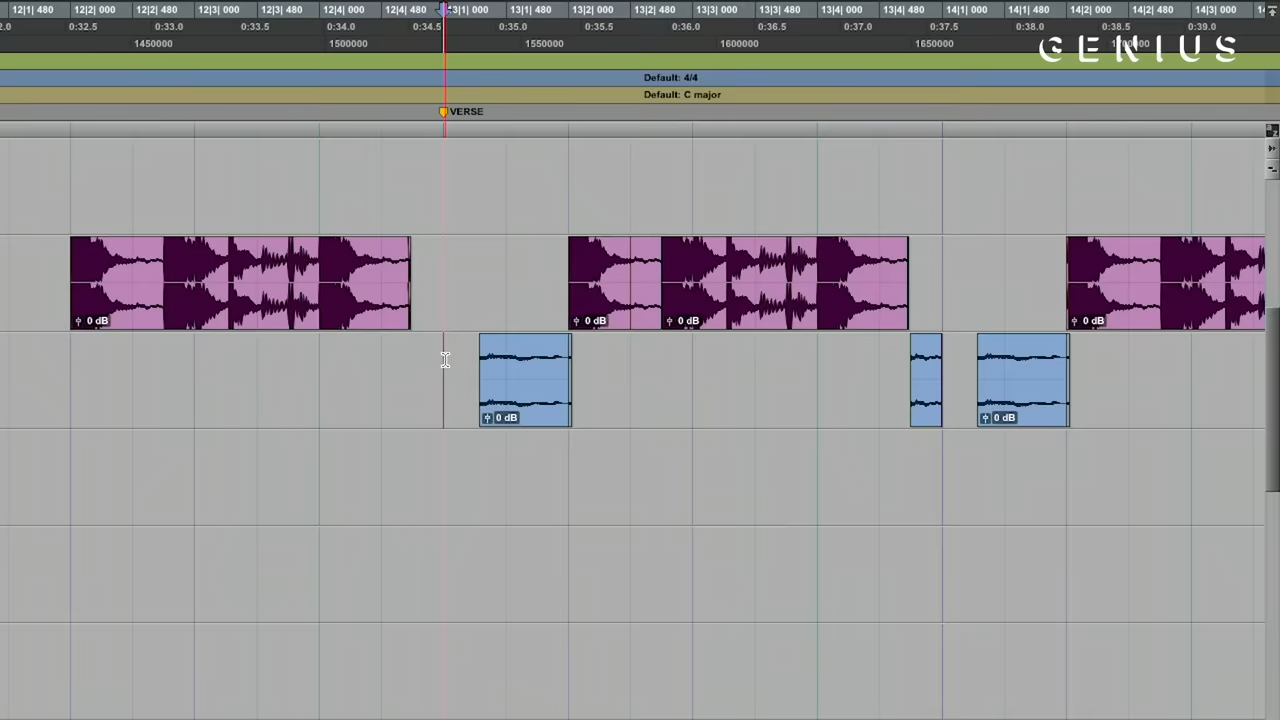 12|1| 480 12|2| 000 12|2| 480 12|3| 000 12|3| 480 12|4| 000 12|4| 480 13|1| 000 13|1| 480 13|2| 000 13|2| 480 13|3| 000 13|3| 480 13|4| 000 13|4| 480 14|1| 000 14|1| 480 14|2| 000 14|2| 480 14|3| 000
0:32.5 0:33.0 0:33.5 0:34.0 0:34.5 0:35.0 0:35.5 0:36.0 0:36.5 0:37.0 0:37.5 0:38.0 0:38.5 0:39.0
1450000 1500000 1550000 1600000 1650000
GENIUS
Default: 4/4
Default: C major
VERSE
0 dB 0 dB 0 dB 0 dB
0 dB 0 dB